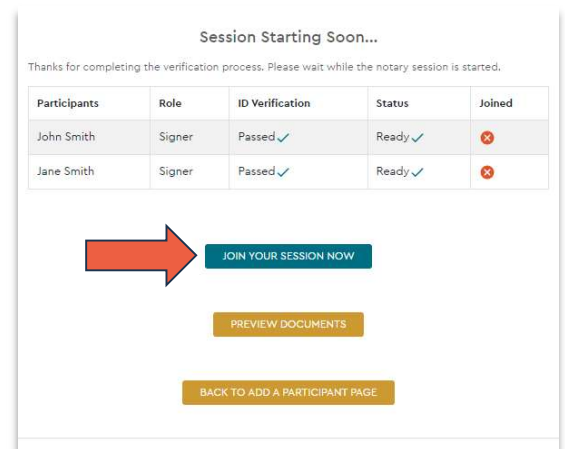 Session Starting Soon...
Thanks for completing the verification process. Please wait while the notary session is started.
Participants Role ID Verification Status Joined
John Smith Signer Passed✓ Ready✓
Jane Smith Signer Passed✓ Ready✓
JOIN YOUR SESSION NOW
PREVIEW DOCUMENTS
BACK TO ADD A PARTICIPANT PAGE